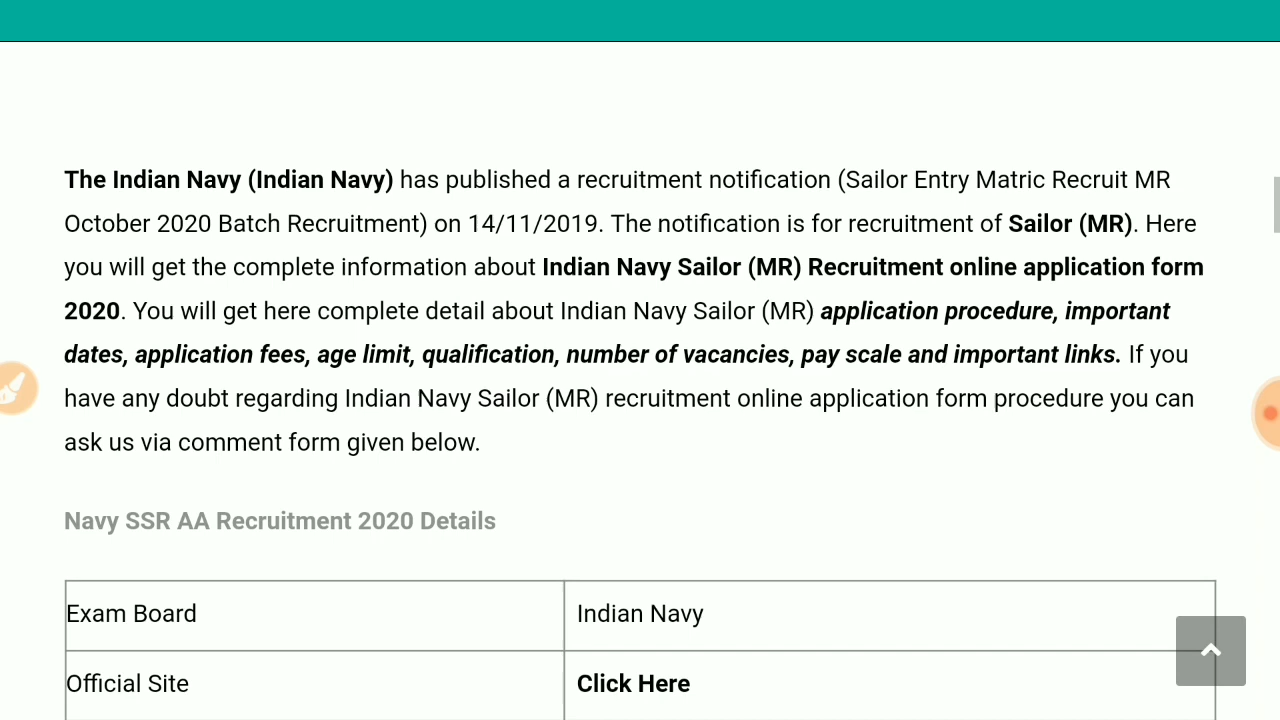 The Indian Navy (Indian Navy) has published a recruitment notification (Sailor Entry Matric Recruit MR
October 2020 Batch Recruitment) on 14/11/2019. The notification is for recruitment of Sailor (MR). Here
you will get the complete information about Indian Navy Sailor (MR) Recruitment online application form
2020. You will get here complete detail about Indian Navy Sailor (MR) application procedure, important
dates, application fees, age limit, qualification, number of vacancies, pay scale and important links. If you
have any doubt regarding Indian Navy Sailor (MR) recruitment online application form procedure you can
ask us via comment form given below.
Navy SSR AA Recruitment 2020 Details
Exam Board Indian Navy
Official Site Click Here